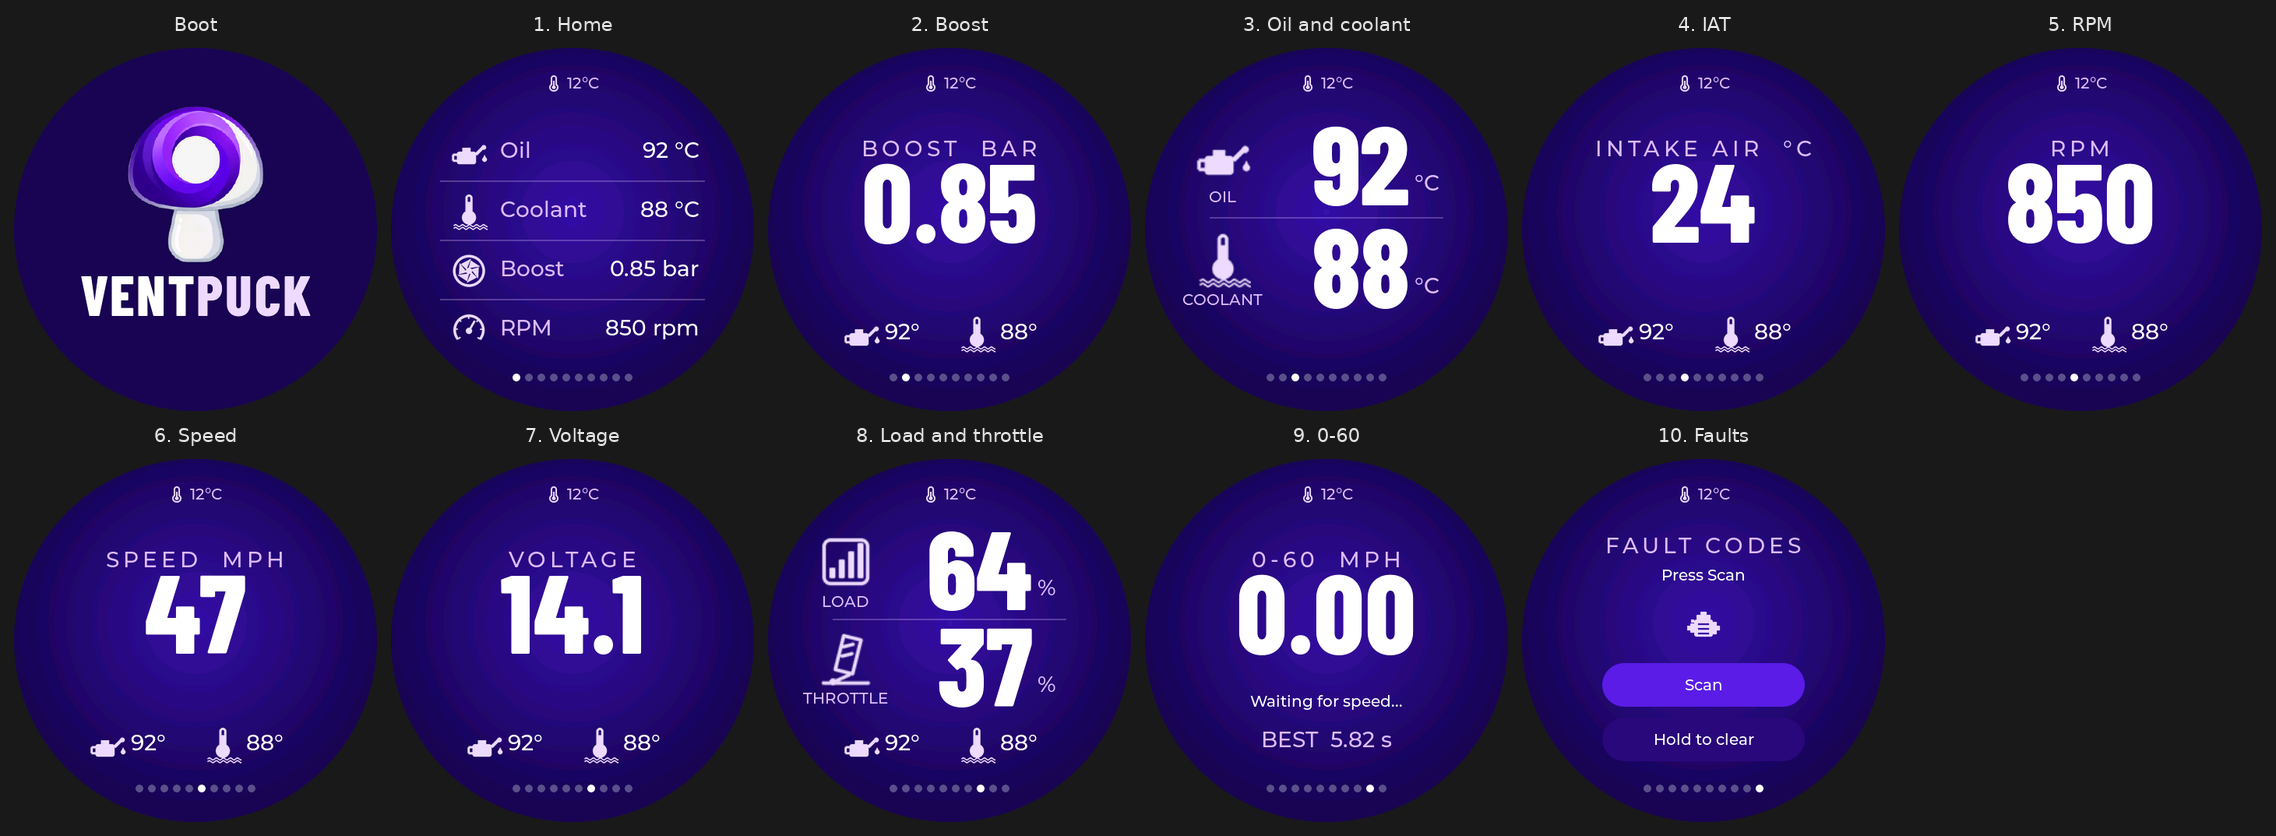 Boot
VENTPUCK
1. Home
12°C
Oil 92 °C
Coolant 88 °C
Boost 0.85 bar
RPM 850 rpm
2. Boost
12°C
BOOST BAR
0.85
92° 88°
3. Oil and coolant
12°C
OIL 92 °C
COOLANT 88 °C
4. IAT
12°C
INTAKE AIR °C
24
92° 88°
5. RPM
12°C
RPM
850
92° 88°
6. Speed
12°C
SPEED MPH
47
92° 88°
7. Voltage
12°C
VOLTAGE
14.1
92° 88°
8. Load and throttle
12°C
LOAD 64 %
THROTTLE 37 %
92° 88°
9. 0-60
12°C
0-60 MPH
0.00
Waiting for speed...
BEST 5.82 s
10. Faults
12°C
FAULT CODES
Press Scan
Scan
Hold to clear